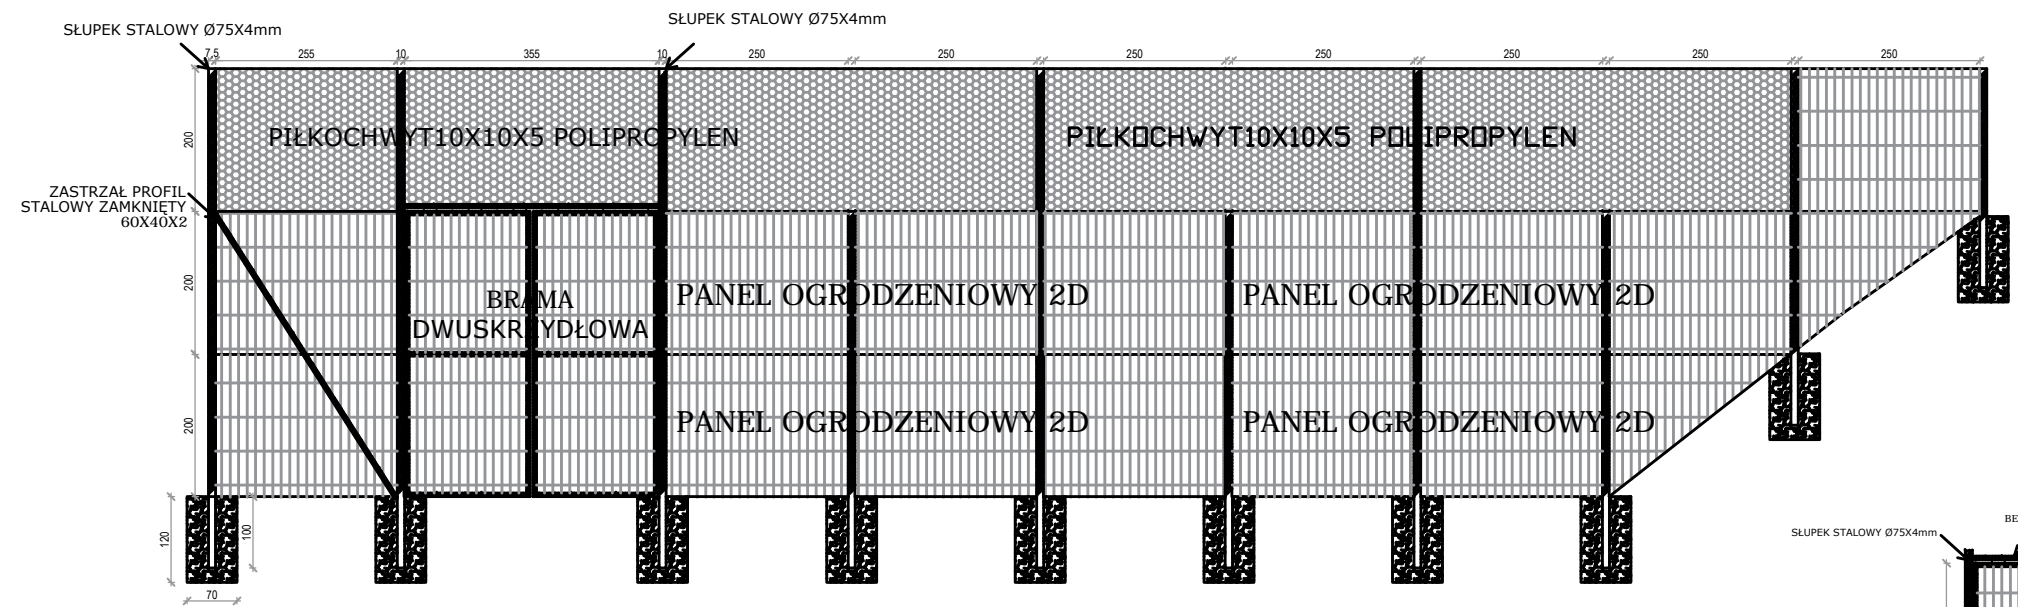 SŁUPEK STALOWY Ø75X4mm
SŁUPEK STALOWY Ø75X4mm
7,5 255 10 355 10 250 250 250 250 250 250 250
200
PIŁKOCHWYT10X10X5 POLIPROPYLEN
PIŁKOCHWYT10X10X5 POLIPROPYLEN
ZASTRZAŁ PROFIL
STALOWY ZAMKNIĘTY
60X40X2
200
BRAMA
DWUSKRZYDŁOWA
PANEL OGRODZENIOWY 2D
PANEL OGRODZENIOWY 2D
200
PANEL OGRODZENIOWY 2D
PANEL OGRODZENIOWY 2D
120
100
70
BE
SŁUPEK STALOWY Ø75X4mm